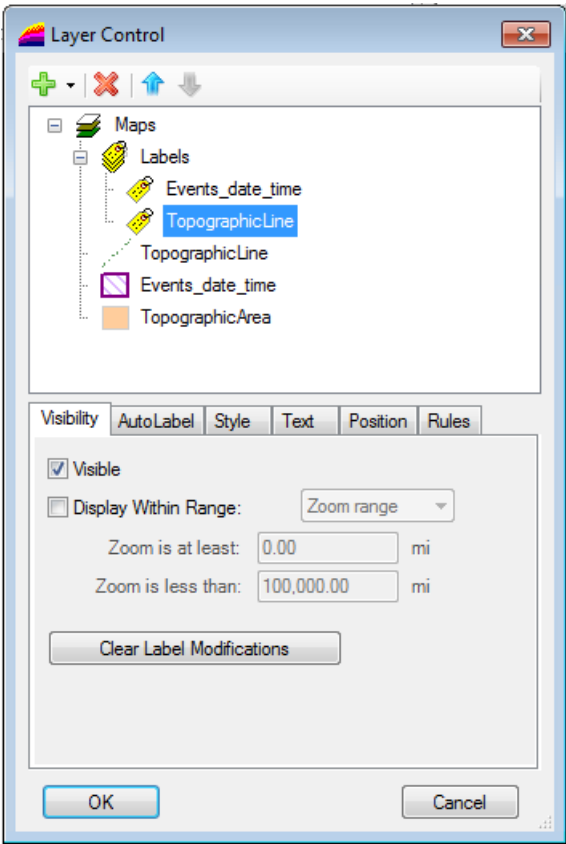 Layer Control
Maps
Labels
Events_date_time
TopographicLine
TopographicLine
Events_date_time
TopographicArea
Visibility AutoLabel Style Text Position Rules
Visible
Display Within Range: Zoom range
Zoom is at least: 0.00 mi
Zoom is less than: 100,000.00 mi
Clear Label Modifications
OK Cancel